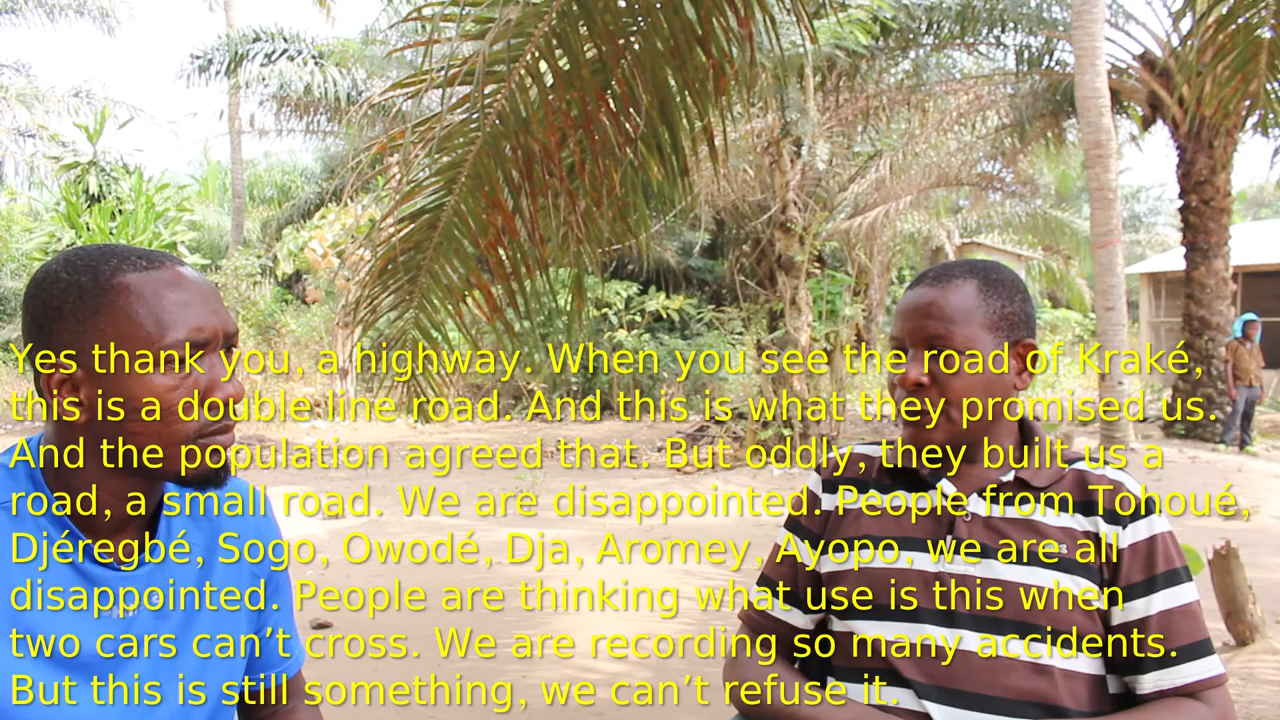 Yes thank you, a highway. When you see the road of Kraké,
this is a double line road. And this is what they promised us.
And the population agreed that. But oddly, they built us a
road, a small road. We are disappointed. People from Tohoué,
Djéregbé, Sogo, Owodé, Dja, Aromey, Ayopo, we are all
disappointed. People are thinking what use is this when
two cars can’t cross. We are recording so many accidents.
But this is still something, we can’t refuse it.